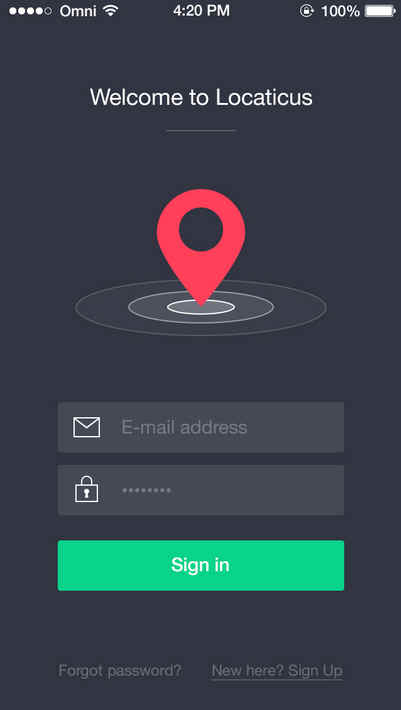 Omni 4:20 PM 100%
Welcome to Locaticus
E-mail address
••••••••
Sign in
Forgot password? New here? Sign Up